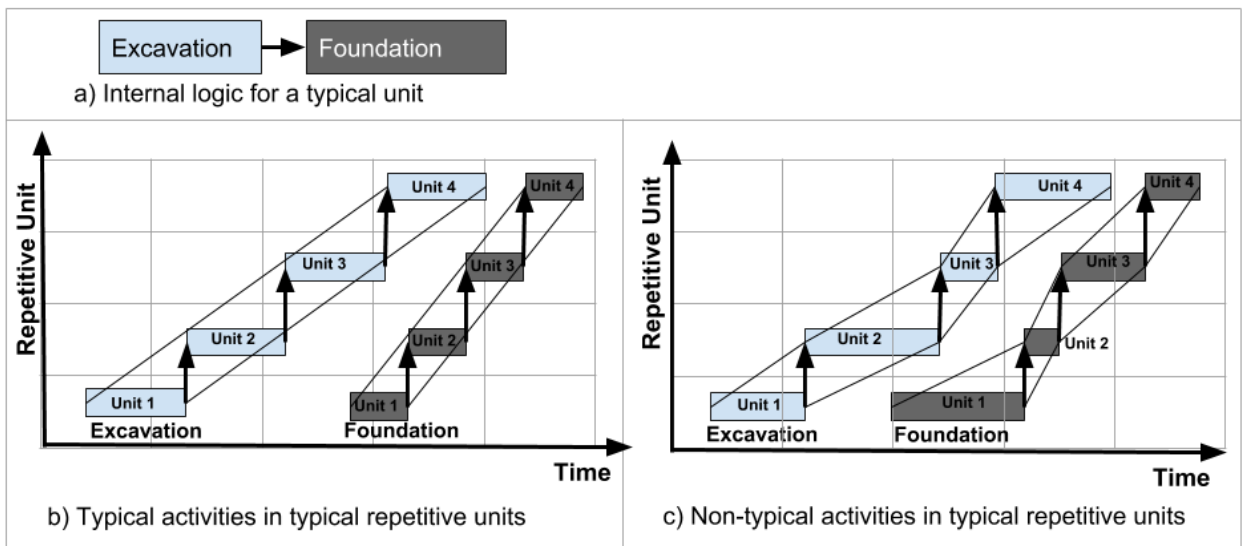 Excavation
Foundation
a) Internal logic for a typical unit
Repetitive Unit
Unit 4
Unit 4
Unit 3
Unit 3
Unit 2
Unit 2
Unit 1
Unit 1
Excavation
Foundation
Time
b) Typical activities in typical repetitive units
Repetitive Unit
Unit 4
Unit 4
Unit 3
Unit 3
Unit 2
Unit 2
Unit 1
Unit 1
Excavation
Foundation
Time
c) Non-typical activities in typical repetitive units